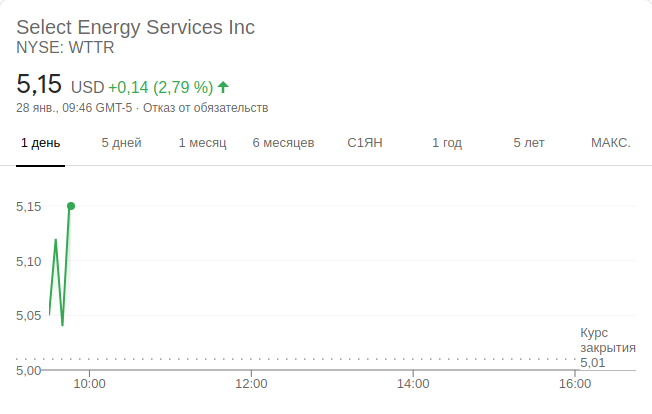 Select Energy Services Inc
NYSE: WTTR
5,15 USD +0,14 (2,79 %)
28 янв., 09:46 GMT-5 · Отказ от обязательств
1 день 5 дней 1 месяц 6 месяцев С1ЯН 1 год 5 лет МАКС.
5,15
5,10
5,05
5,00
Курс
закрытия
5,01
10:00 12:00 14:00 16:00